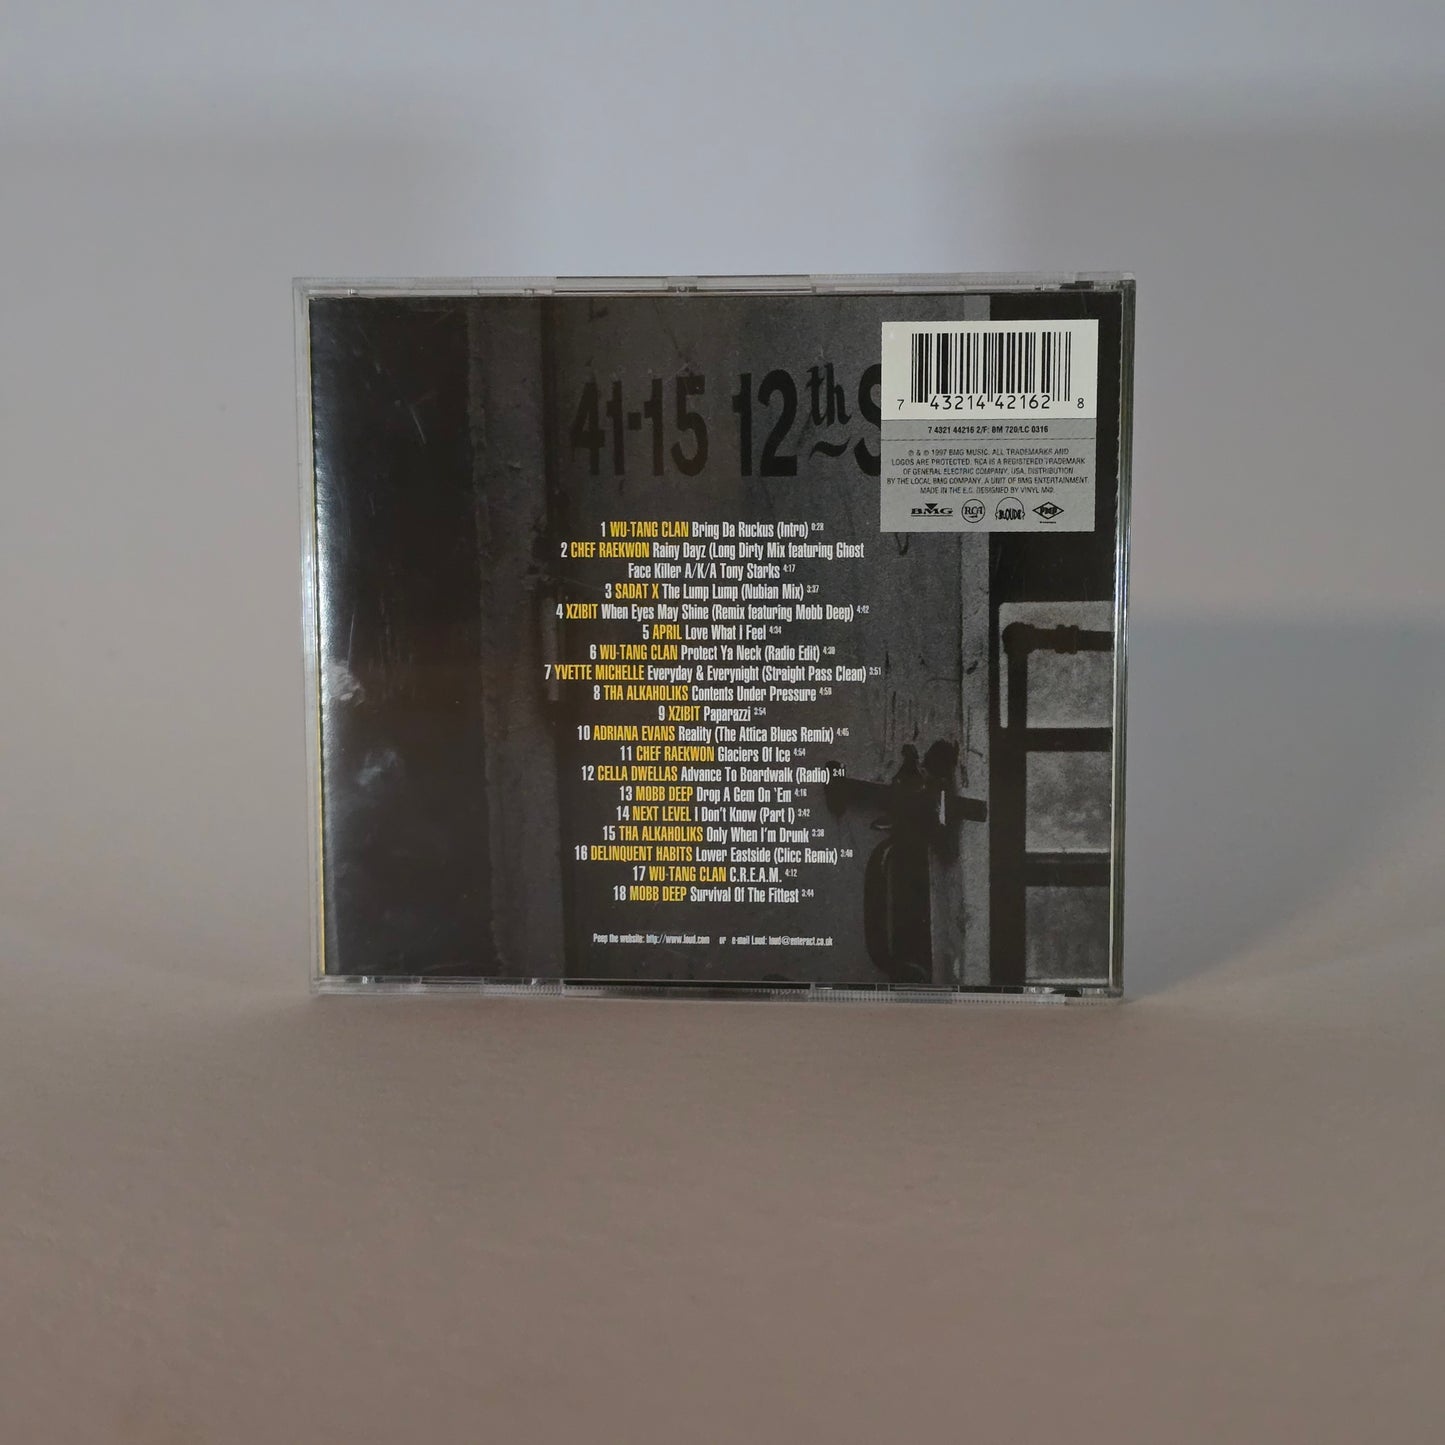 41-15 12th S
7 43214 42162 8
7 4321 44216 2/F: BM 720/LC 0316
℗ & © 1997 BMG MUSIC. ALL TRADEMARKS AND
LOGOS ARE PROTECTED. RCA IS A REGISTERED TRADEMARK
OF GENERAL ELECTRIC COMPANY, USA. DISTRIBUTION
BY THE LOCAL BMG COMPANY. A UNIT OF BMG ENTERTAINMENT.
MADE IN THE E.C. DESIGNED BY VINYL MƏ.
BMG RCA LOUD PMP
1 WU-TANG CLAN Bring Da Ruckus (Intro) 0:28
2 CHEF RAEKWON Rainy Dayz (Long Dirty Mix featuring Ghost
Face Killer A/K/A Tony Starks 4:17
3 SADAT X The Lump Lump (Nubian Mix) 3:37
4 XZIBIT When Eyes May Shine (Remix featuring Mobb Deep) 4:42
5 APRIL Love What I Feel 4:34
6 WU-TANG CLAN Protect Ya Neck (Radio Edit)
7 YVETTE MICHELLE Everyday & Everynight (Straight Pass Clean) 3:51
8 THA ALKAHOLIKS Contents Under Pressure
9 XZIBIT Paparazzi 3:54
10 ADRIANA EVANS Reality (The Attica Blues Remix) 4:45
11 CHEF RAEKWON Glaciers Of Ice 4:54
12 CELLA DWELLAS Advance To Boardwalk (Radio) 3:41
13 MOBB DEEP Drop A Gem On 'Em 4:16
14 NEXT LEVEL I Don't Know (Part I) 3:42
15 THA ALKAHOLIKS Only When I'm Drunk
16 DELINQUENT HABITS Lower Eastside (Clicc Remix)
17 WU-TANG CLAN C.R.E.A.M. 4:12
18 MOBB DEEP Survival Of The Fittest 3:44
Peep the website: http://www.loud.com or e-mail Loud: loud@enteract.co.uk